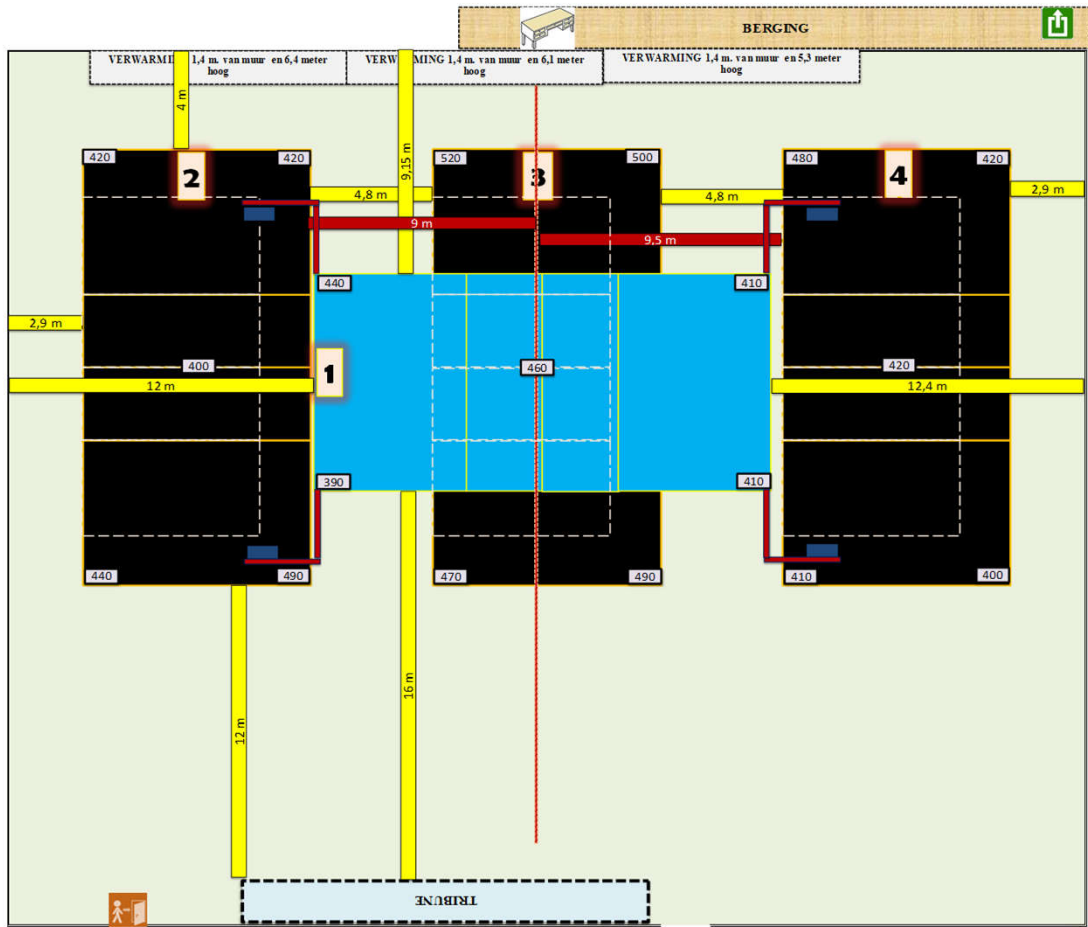 BERGING
VERWARMI 1,4 m. van muur en 6,4 meter
hoog
VERW MING 1,4 m. van muur en 6,1 meter
hoog
VERWARMING 1,4 m. van muur en 5,3 meter
hoog
4 m
9,15 m
420
420
520
500
480
420
2
3
4
4,8 m
4,8 m
2,9 m
9 m
9,5 m
440
410
2,9 m
400
1
460
420
12 m
12,4 m
390
410
440
490
470
490
410
400
12 m
16 m
TRIBUNE